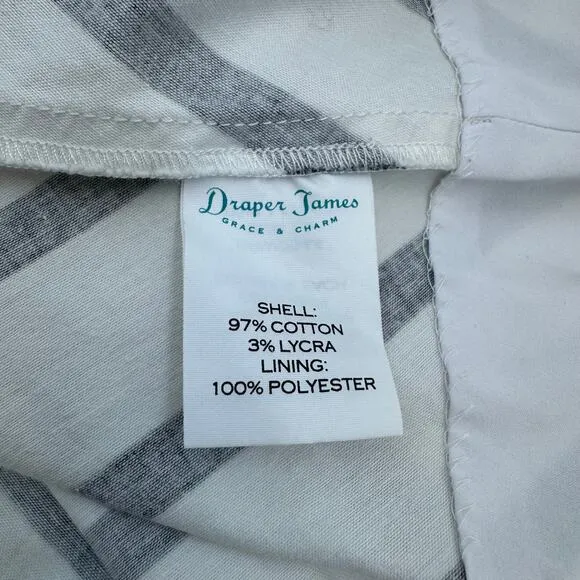 Draper James
GRACE & CHARM
SHELL:
97% COTTON
3% LYCRA
LINING:
100% POLYESTER